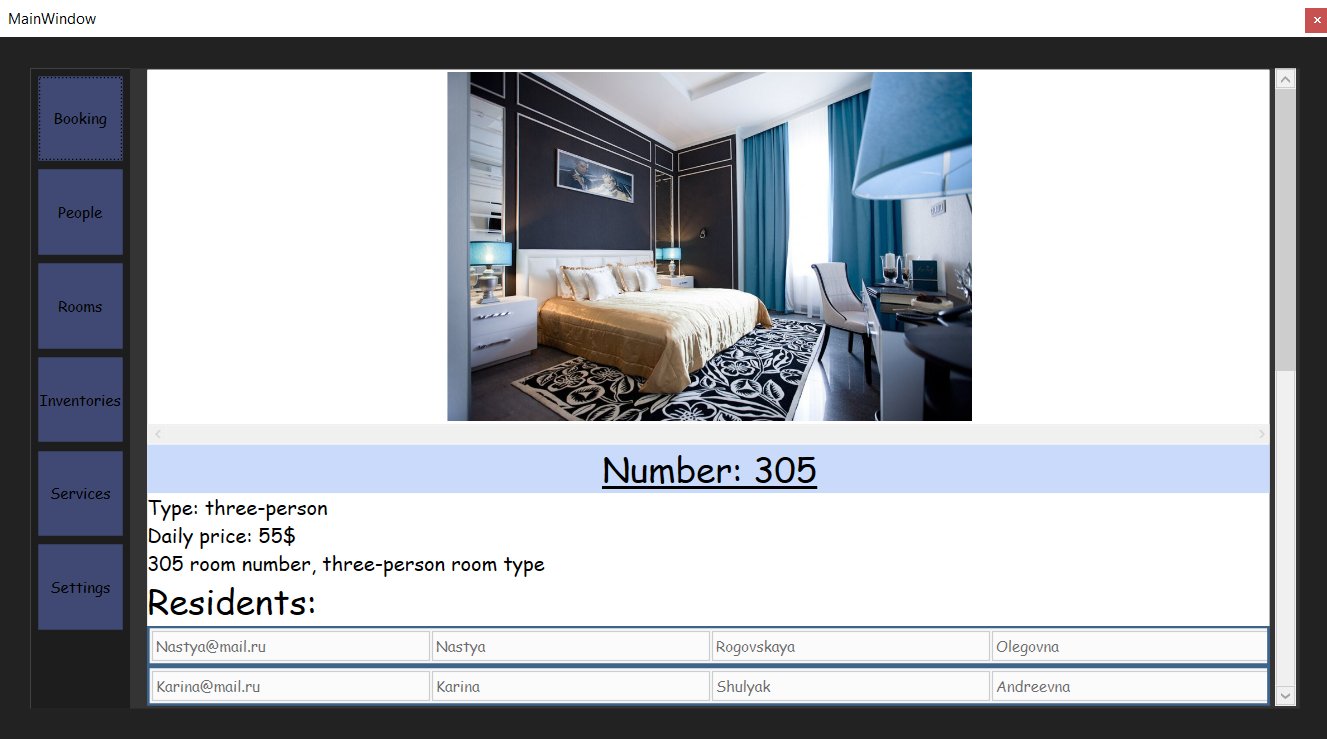 MainWindow
Booking
People
Rooms
Inventories
Services
Settings
Number: 305
Type: three-person
Daily price: 55$
305 room number, three-person room type
Residents:
Nastya@mail.ru Nastya Rogovskaya Olegovna
Karina@mail.ru Karina Shulyak Andreevna